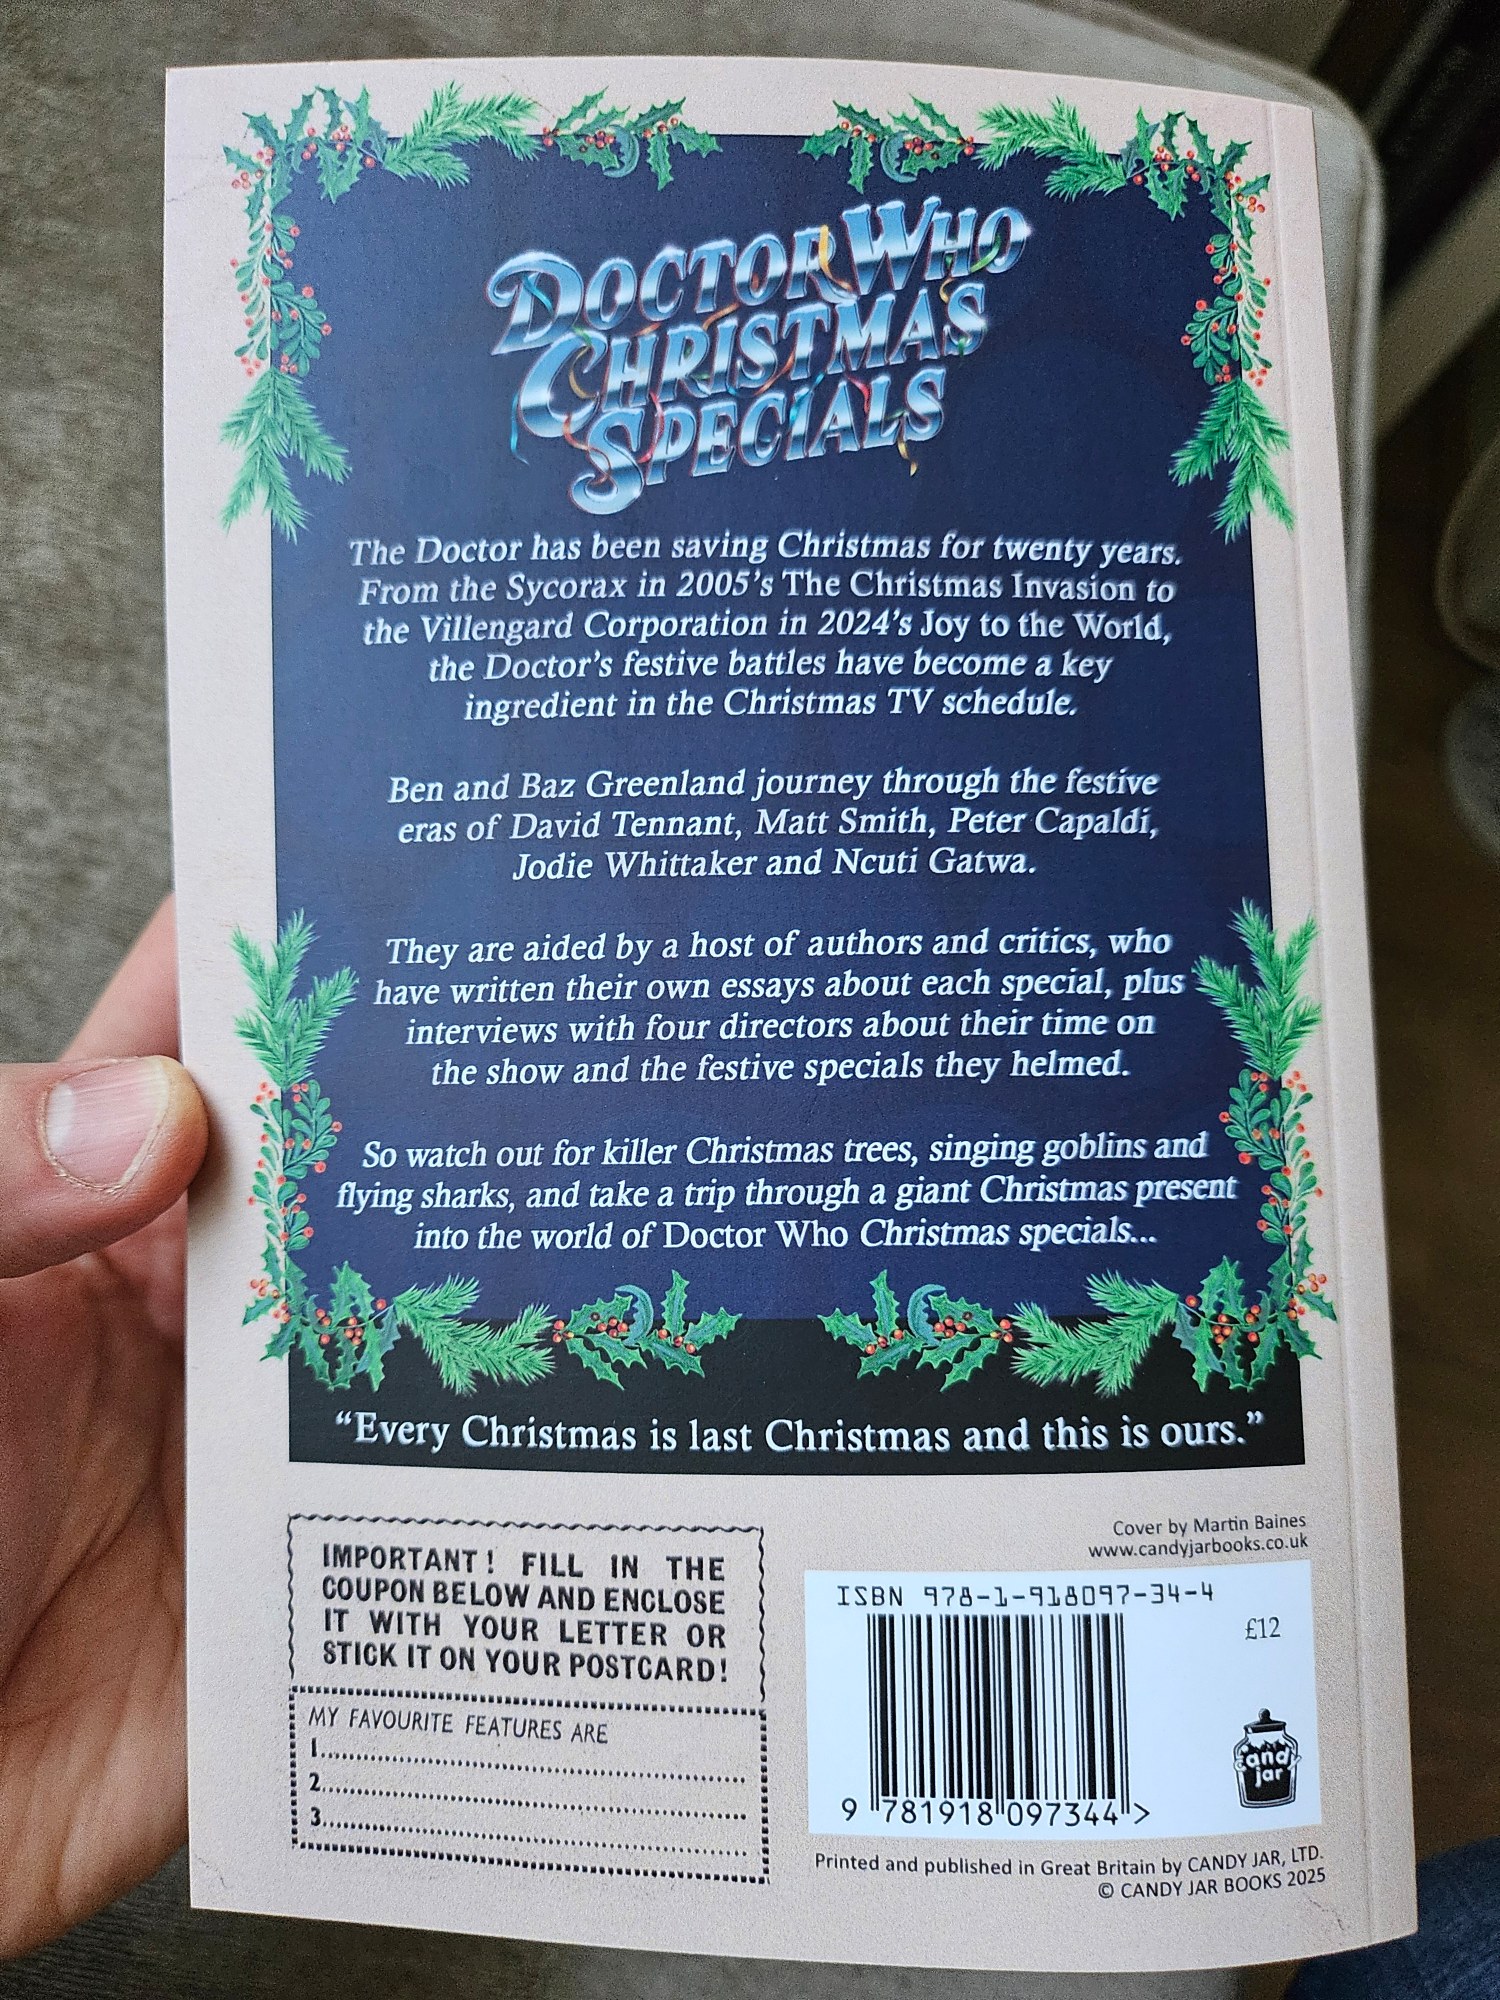 DOCTOR WHO
CHRISTMAS
SPECIALS
The Doctor has been saving Christmas for twenty years.
From the Sycorax in 2005's The Christmas Invasion to
the Villengard Corporation in 2024's Joy to the World,
the Doctor's festive battles have become a key
ingredient in the Christmas TV schedule.
Ben and Baz Greenland journey through the festive
eras of David Tennant, Matt Smith, Peter Capaldi,
Jodie Whittaker and Ncuti Gatwa.
They are aided by a host of authors and critics, who
have written their own essays about each special, plus
interviews with four directors about their time on
the show and the festive specials they helmed.
So watch out for killer Christmas trees, singing goblins and
flying sharks, and take a trip through a giant Christmas present
into the world of Doctor Who Christmas specials...
“Every Christmas is last Christmas and this is ours.”
IMPORTANT! FILL IN THE
COUPON BELOW AND ENCLOSE
IT WITH YOUR LETTER OR
STICK IT ON YOUR POSTCARD!
MY FAVOURITE FEATURES ARE
1.
2.
3.
Cover by Martin Baines
www.candyjarbooks.co.uk
ISBN 978-1-918097-34-4
£12
candy
jar
9 781918 097344 >
Printed and published in Great Britain by CANDY JAR, LTD.
© CANDY JAR BOOKS 2025